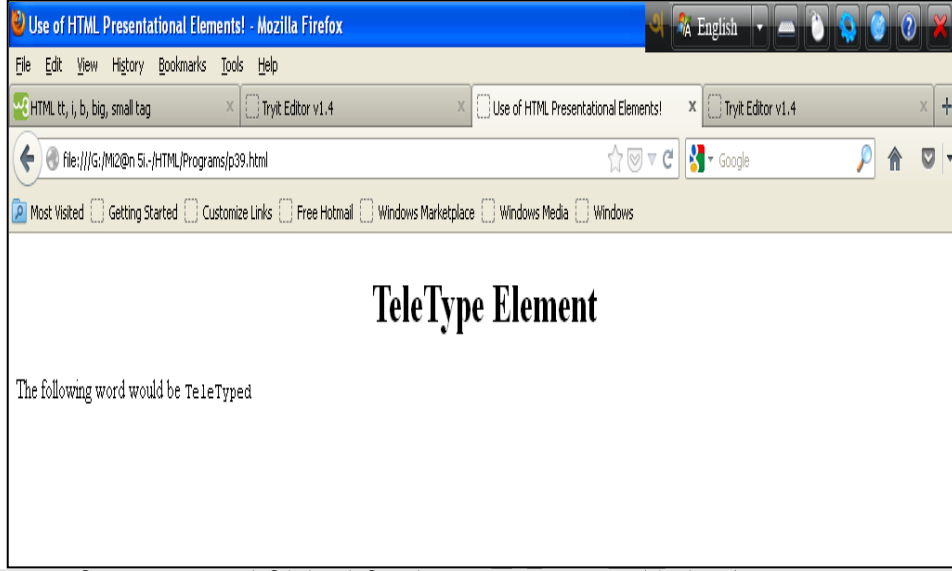 Use of HTML Presentational Elements! - Mozilla Firefox
অ English
File Edit View History Bookmarks Tools Help
HTML tt, i, b, big, small tag Tryit Editor v1.4 Use of HTML Presentational Elements! Tryit Editor v1.4
file:///G:/Mi2@n 5i.-/HTML/Programs/p39.html Google
Most Visited Getting Started Customize Links Free Hotmail Windows Marketplace Windows Media Windows
TeleType Element
The following word would be TeleTyped